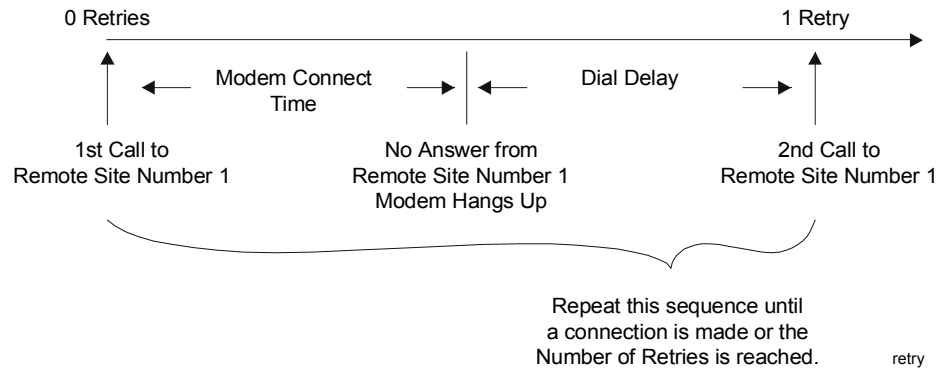 0 Retries
1 Retry
Modem Connect
Time
Dial Delay
1st Call to
Remote Site Number 1
No Answer from
Remote Site Number 1
Modem Hangs Up
2nd Call to
Remote Site Number 1
Repeat this sequence until
a connection is made or the
Number of Retries is reached.
retry